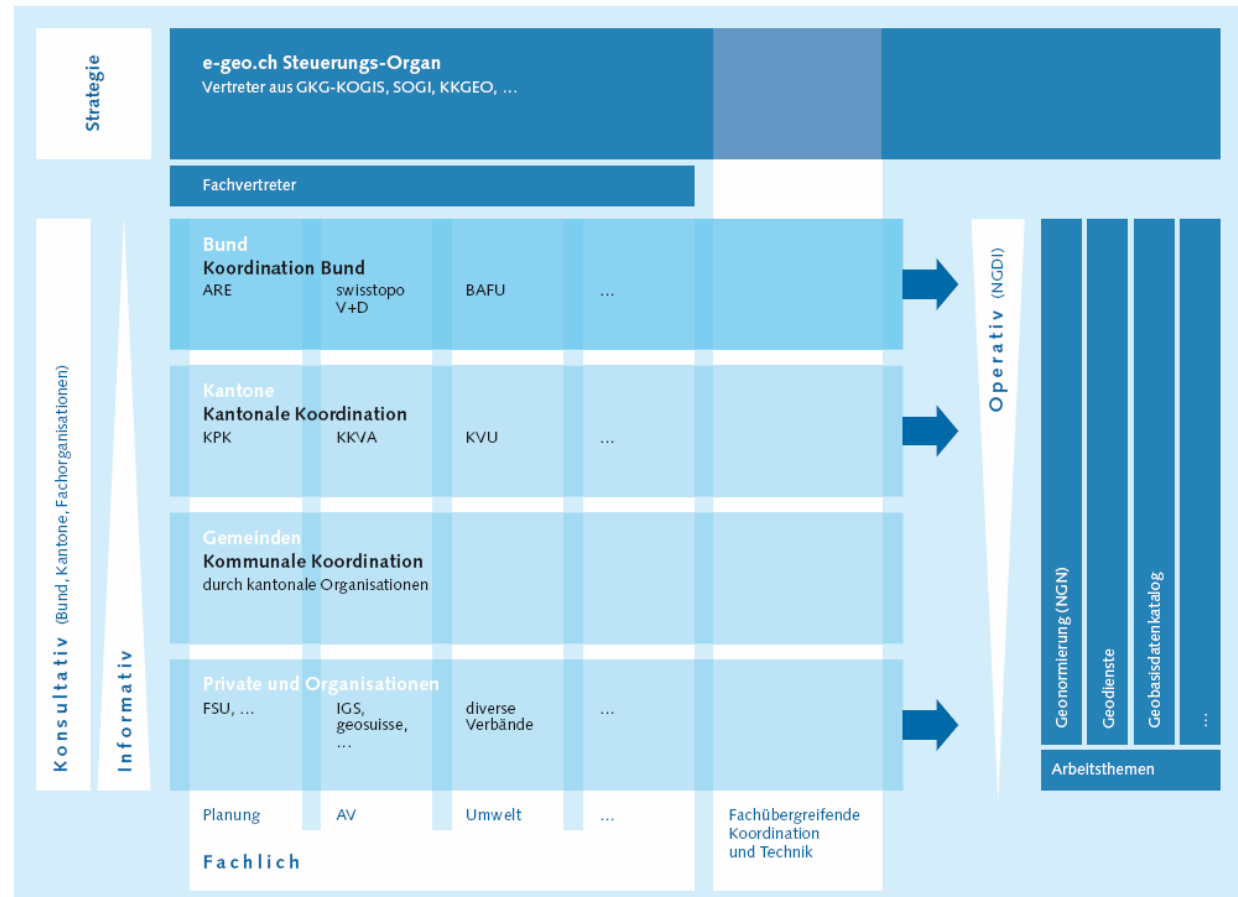 Strategie
e-geo.ch Steuerungs-Organ
Vertreter aus GKG-KOGIS, SOGI, KKGEO, …
Fachvertreter
Konsultativ (Bund, Kantone, Fachorganisationen)
Informativ
Bund
Koordination Bund
ARE
swisstopo
V+D
BAFU
…
Kantone
Kantonale Koordination
KPK
KKVA
KVU
…
Gemeinden
Kommunale Koordination
durch kantonale Organisationen
Private und Organisationen
FSU, …
IGS,
geosuisse,
…
diverse
Verbände
…
Planung
AV
Umwelt
…
Fachübergreifende
Koordination
und Technik
Fachlich
Operativ (NGDI)
Geonormierung (NGN)
Geodienste
Geobasisdatenkatalog
…
Arbeitsthemen